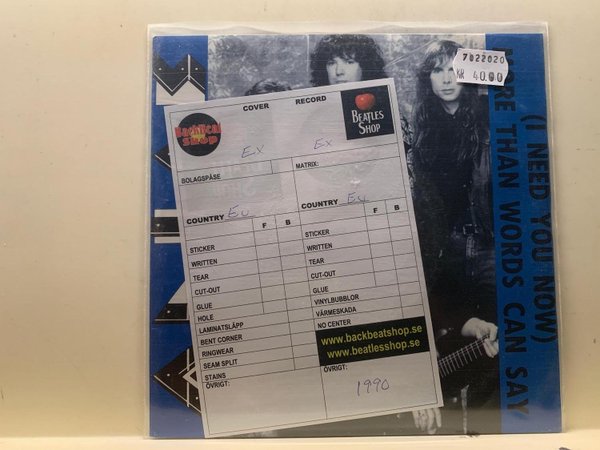 7022020
KR 40.00
(I NEED YOU NOW)
MORE THAN WORDS CAN SAY
COVER RECORD
BackBeat
Shop
BEATLES
SHOP
Ex Ex
BOLAGSPÅSE MATRIX:
COUNTRY Eu COUNTRY Eu
F B F B
STICKER STICKER
WRITTEN WRITTEN
TEAR TEAR
CUT-OUT CUT-OUT
GLUE GLUE
HOLE VINYLBUBBLOR
LAMINATSLÄPP VÄRMESKADA
BENT CORNER NO CENTER
RINGWEAR
SEAM SPLIT
STAINS
www.backbeatshop.se
www.beatlesshop.se
ÖVRIGT: ÖVRIGT:
1990